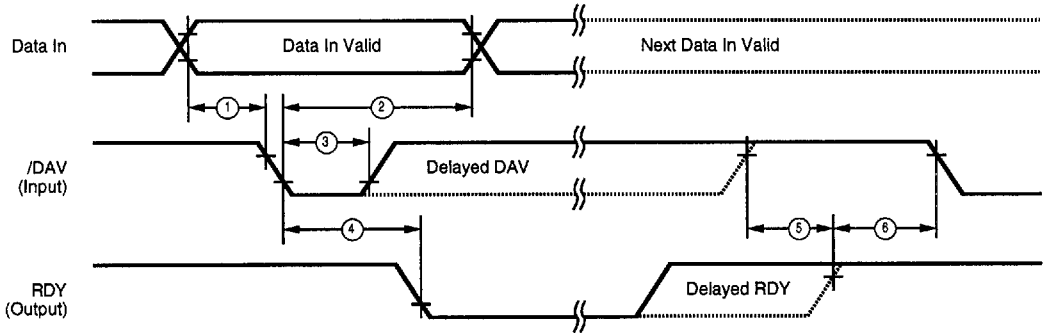 Data In
Data In Valid
Next Data In Valid
1
2
3
/DAV
(Input)
Delayed DAV
4
5
6
RDY
(Output)
Delayed RDY